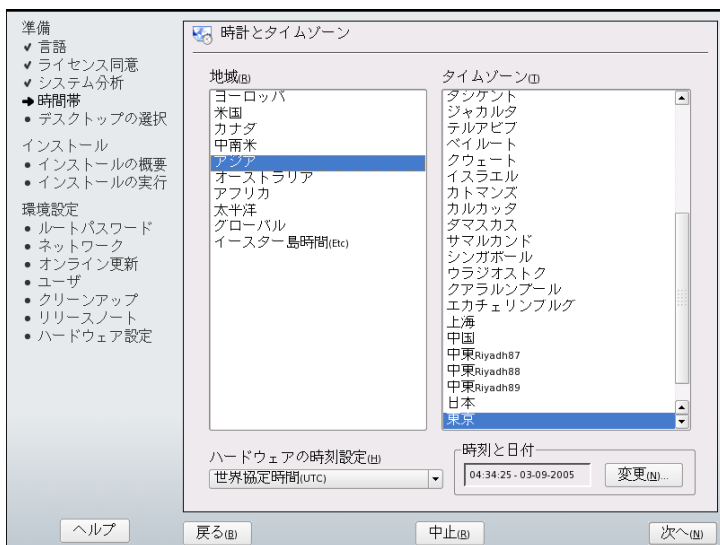 準備
言語
ライセンス同意
システム分析
時間帯
デスクトップの選択
インストール
インストールの概要
インストールの実行
環境設定
ルートパスワード
ネットワーク
オンライン更新
ユーザ
クリーンアップ
リリースノート
ハードウェア設定
ヘルプ
時計とタイムゾーン
地域(R)
ヨーロッパ
米国
カナダ
中南米
アジア
オーストラリア
アフリカ
太平洋
グローバル
イースター島時間(Etc)
タイムゾーン(T)
タシケント
ジャカルタ
テルアビブ
ベイルート
クウェート
イスラエル
カトマンズ
カルカッタ
ダマスカス
サマルカンド
シンガポール
ウラジオストク
クアラルンプール
エカチェリンブルグ
上海
中国
中東Riyadh87
中東Riyadh88
中東Riyadh89
日本
東京
ハードウェアの時刻設定(H)
世界協定時間(UTC)
時刻と日付
04:34:25 - 03-09-2005
変更(N)...
戻る(B)
中止(R)
次へ(N)